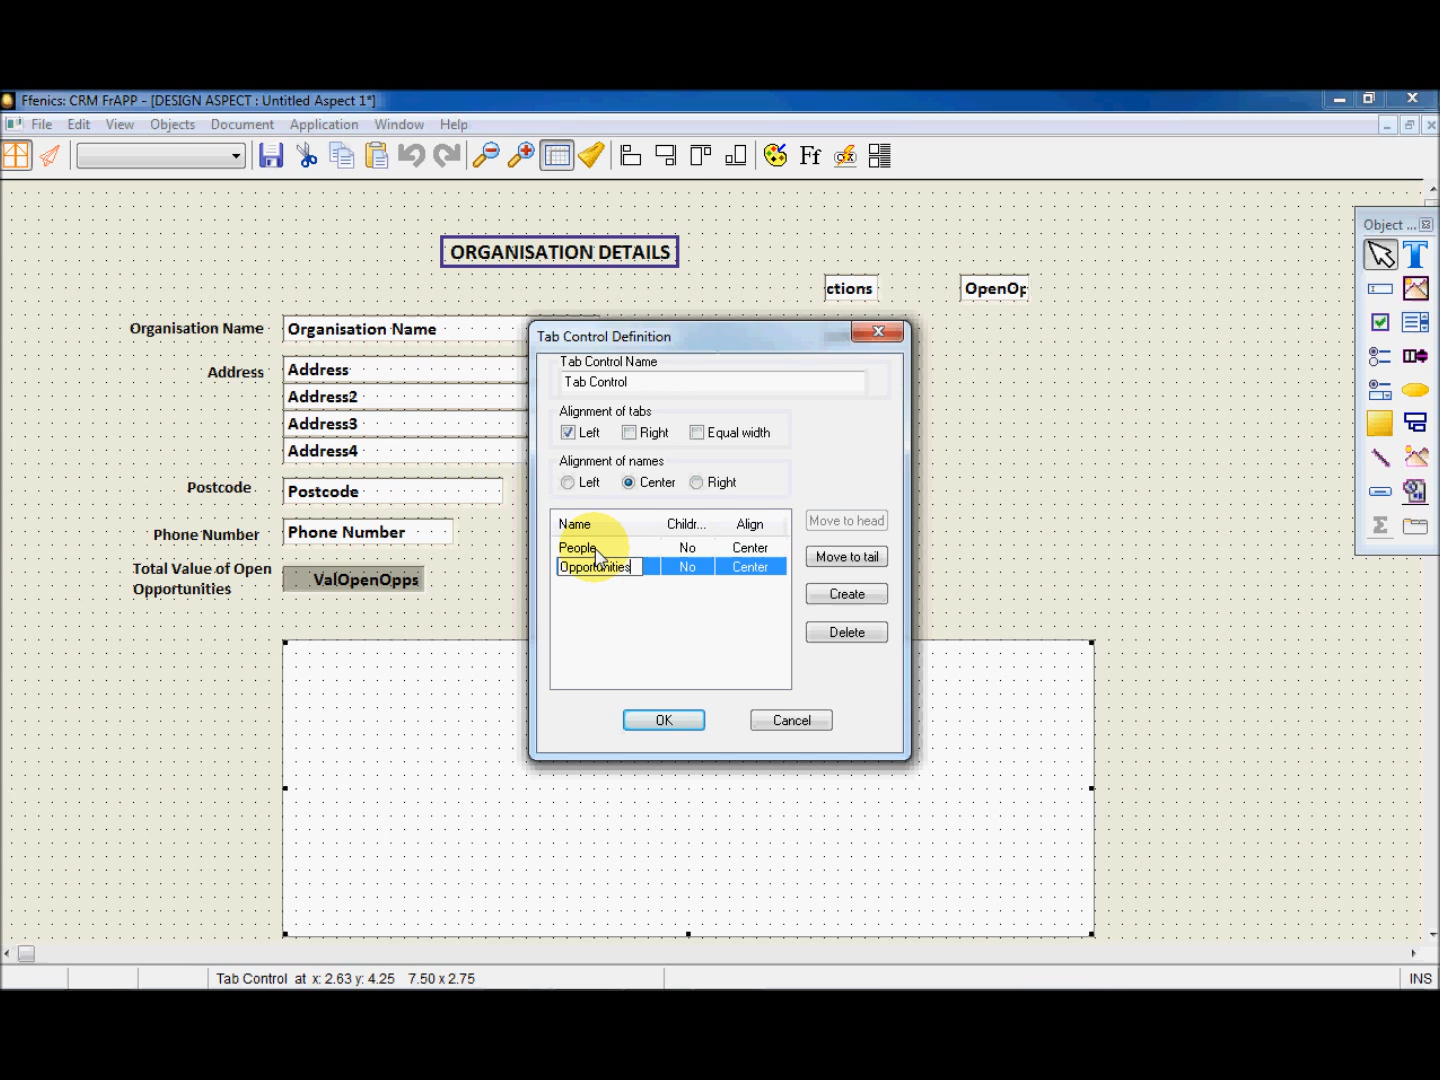 Ffenics: CRM FrAPP - [DESIGN ASPECT : Untitled Aspect 1*]
File Edit View Objects Document Application Window Help
Ff
Object ...
T
ORGANISATION DETAILS
ctions OpenOp
Organisation Name Organisation Name
Address Address
Address2
Address3
Address4
Postcode Postcode
Phone Number Phone Number
Total Value of Open
Opportunities
ValOpenOpps
Tab Control Definition
Tab Control Name
Tab Control
Alignment of tabs
Left Right Equal width
Alignment of names
Left Center Right
Name Childr... Align
People No Center
Opportunities No Center
Move to head
Move to tail
Create
Delete
OK Cancel
Tab Control at x: 2.63 y: 4.25 7.50 x 2.75
INS